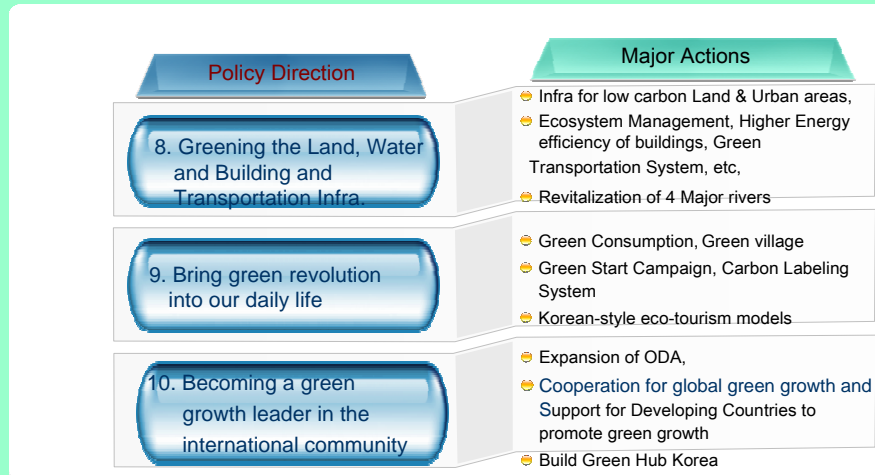 Policy Direction
Major Actions
8. Greening the Land, Water
and Building and
Transportation Infra.
Infra for low carbon Land & Urban areas,
Ecosystem Management, Higher Energy
efficiency of buildings, Green
Transportation System, etc,
Revitalization of 4 Major rivers
9. Bring green revolution
into our daily life
Green Consumption, Green village
Green Start Campaign, Carbon Labeling
System
Korean-style eco-tourism models
10. Becoming a green
growth leader in the
international community
Expansion of ODA,
Cooperation for global green growth and
Support for Developing Countries to
promote green growth
Build Green Hub Korea